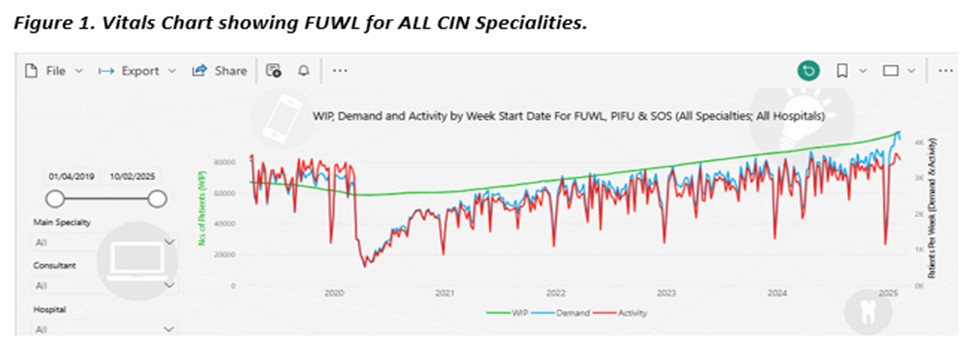 Figure 1. Vitals Chart showing FUWL for ALL CIN Specialities.
File
Export
Share
WIP, Demand and Activity by Week Start Date For FUWL, PIFU & SOS (All Specialties; All Hospitals)
01/04/2019 10/02/2025
Main Specialty
All
Consultant
All
Hospital
All
No. of Patients (WIP)
80000
60000
40000
20000
0
4K
3K
2K
1K
0K
Patients Per Week (Demand & Activity)
2020 2021 2022 2023 2024 2025
WIP Demand Activity